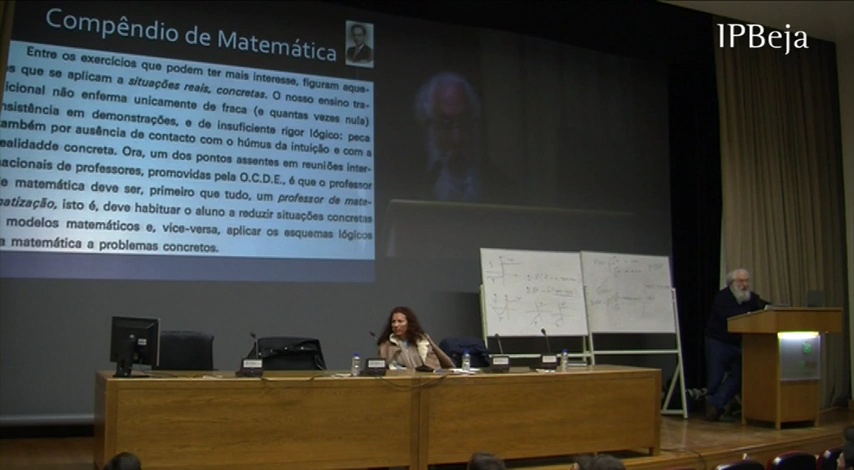 Compêndio de Matemática
IPBeja
Entre os exercícios que podem ter mais interesse, figuram aque-
os que se aplicam a situações reais, concretas. O nosso ensino tra-
icional não enferma unicamente de fraca (e quantas vezes nula)
nsistência em demonstrações, e de insuficiente rigor lógico: peca
também por ausência de contacto com o húmus da intuição e com a
ealidadde concreta. Ora, um dos pontos assentes em reuniões inter-
nacionais de professores, promovidas pela O.C.D.E., é que o professor
e matemática deve ser, primeiro que tudo, um professor de mate-
matização, isto é, deve habituar o aluno a reduzir situações concretas
modelos matemáticos e, vice-versa, aplicar os esquemas lógicos
a matemática a problemas concretos.